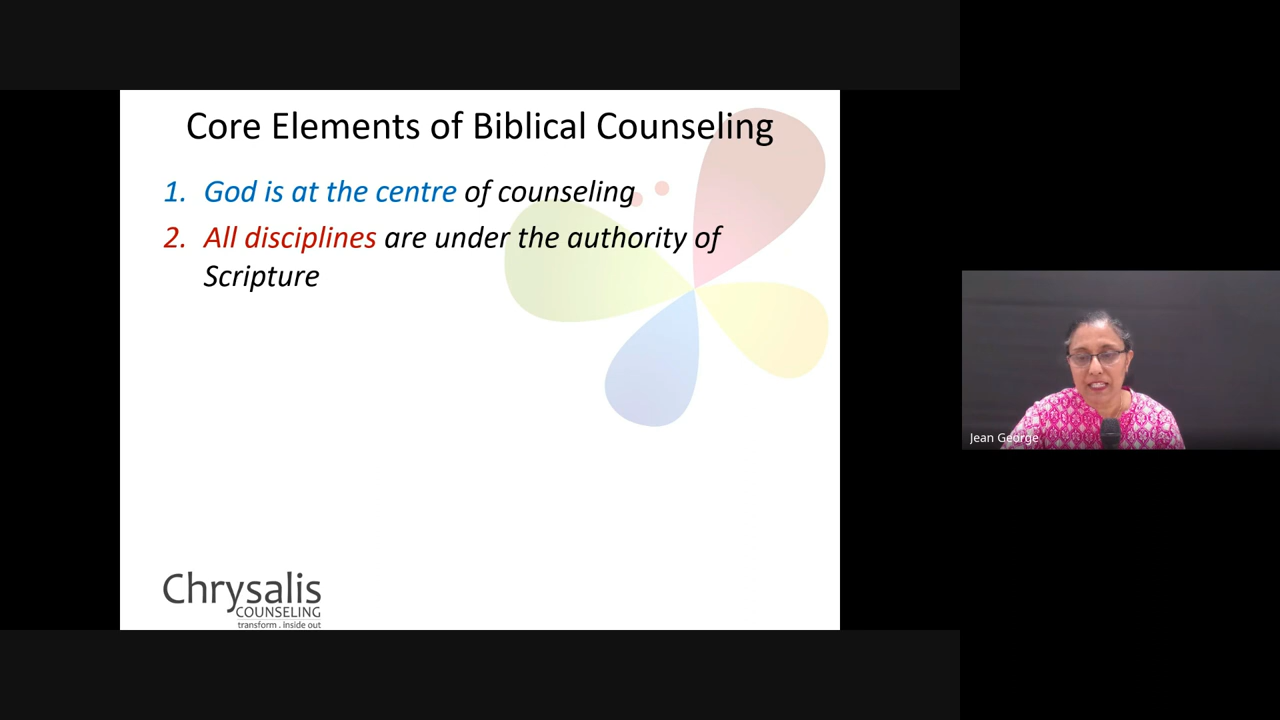 Core Elements of Biblical Counseling
1. God is at the centre of counseling
2. All disciplines are under the authority of
Scripture
Jean George
Chrysalis
COUNSELING
transform . inside out